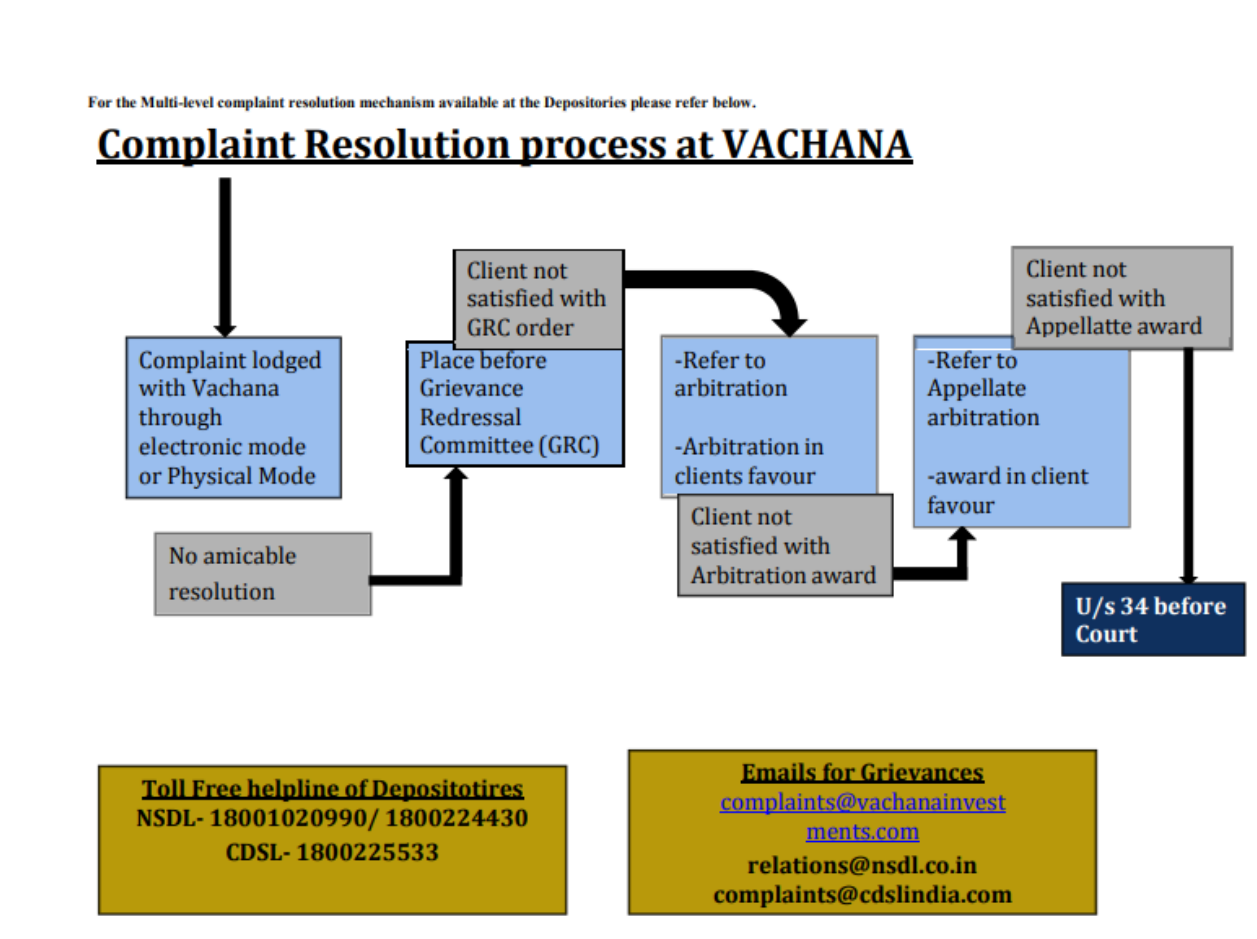 For the Multi-level complaint resolution mechanism available at the Depositories please refer below.
Complaint Resolution process at VACHANA
Complaint lodged
with Vachana
through
electronic mode
or Physical Mode
No amicable
resolution
Client not
satisfied with
GRC order
Place before
Grievance
Redressal
Committee (GRC)
-Refer to
arbitration
-Arbitration in
clients favour
Client not
satisfied with
Arbitration award
Client not
satisfied with
Appellatte award
-Refer to
Appellate
arbitration
-award in client
favour
U/s 34 before
Court
Toll Free helpline of Depositotires
NSDL- 18001020990/ 1800224430
CDSL- 1800225533
Emails for Grievances
complaints@vachanainvest
ments.com
relations@nsdl.co.in
complaints@cdslindia.com